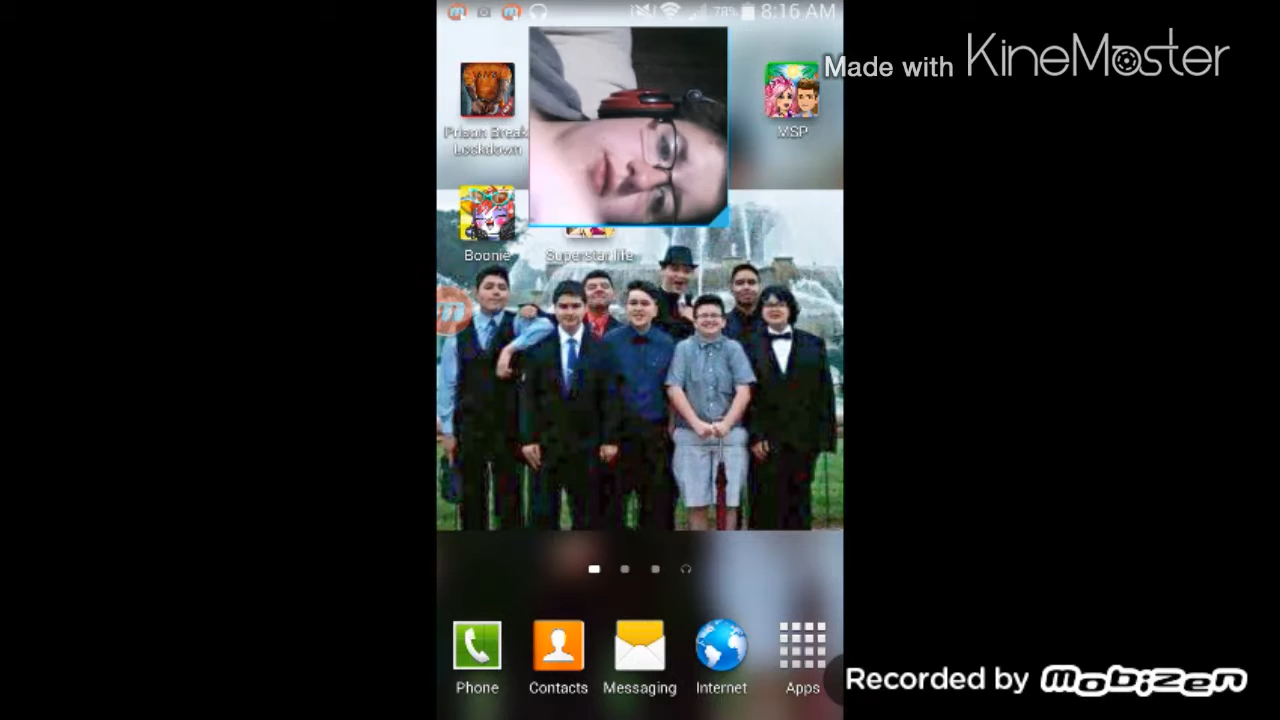 78% 8:16 AM
Made with KineMaster
Prison Break
Lockdown
MSP
Boonie
Superstar life
Phone
Contacts
Messaging
Internet
Apps
Recorded by mobizen